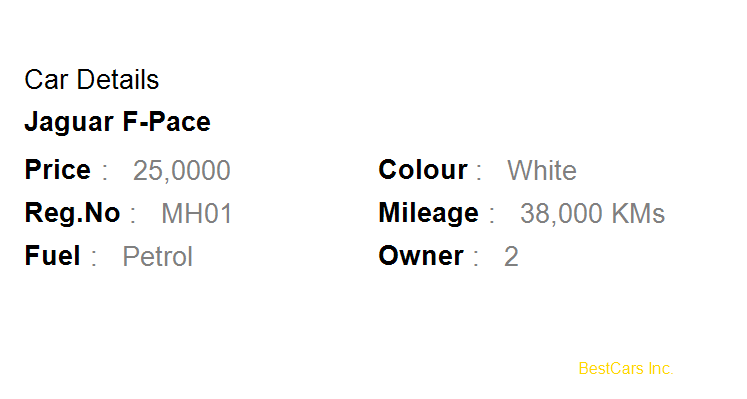 Car Details
Jaguar F-Pace
Price : 25,0000 Colour : White
Reg.No : MH01 Mileage : 38,000 KMs
Fuel : Petrol Owner : 2
BestCars Inc.